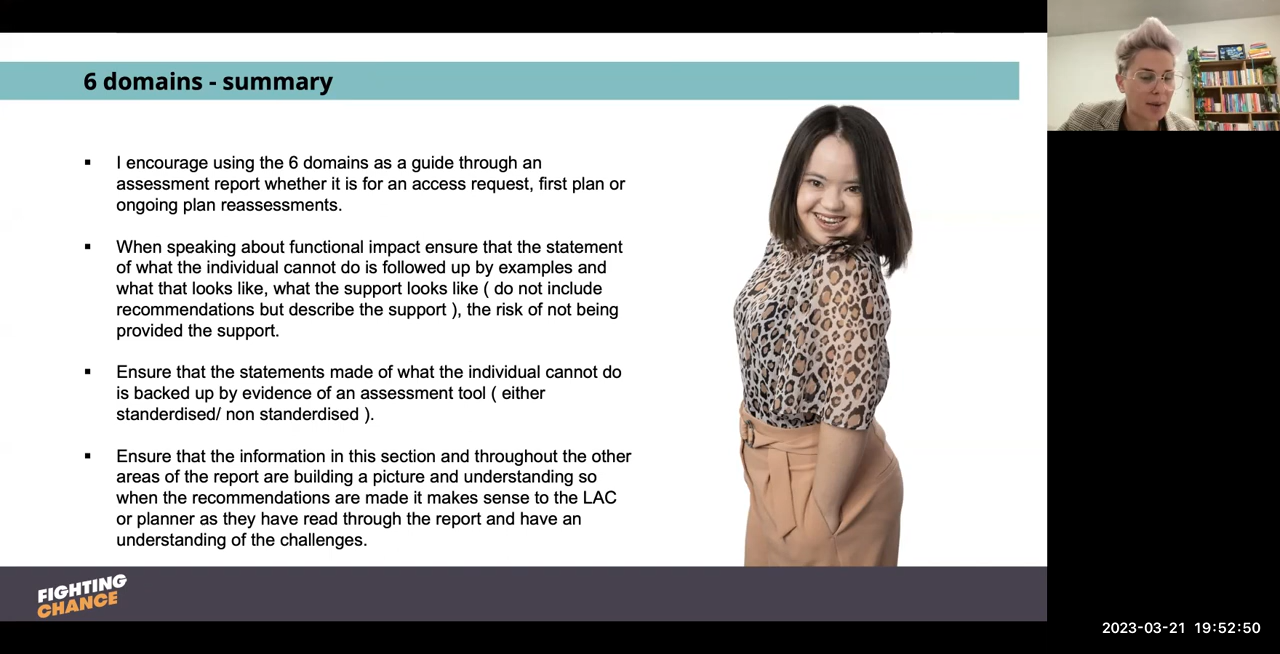 6 domains - summary
I encourage using the 6 domains as a guide through an
assessment report whether it is for an access request, first plan or
ongoing plan reassessments.
When speaking about functional impact ensure that the statement
of what the individual cannot do is followed up by examples and
what that looks like, what the support looks like ( do not include
recommendations but describe the support ), the risk of not being
provided the support.
Ensure that the statements made of what the individual cannot do
is backed up by evidence of an assessment tool ( either
standerdised/ non standerdised ).
Ensure that the information in this section and throughout the other
areas of the report are building a picture and understanding so
when the recommendations are made it makes sense to the LAC
or planner as they have read through the report and have an
understanding of the challenges.
FIGHTING
CHANCE
2023-03-21 19:52:50